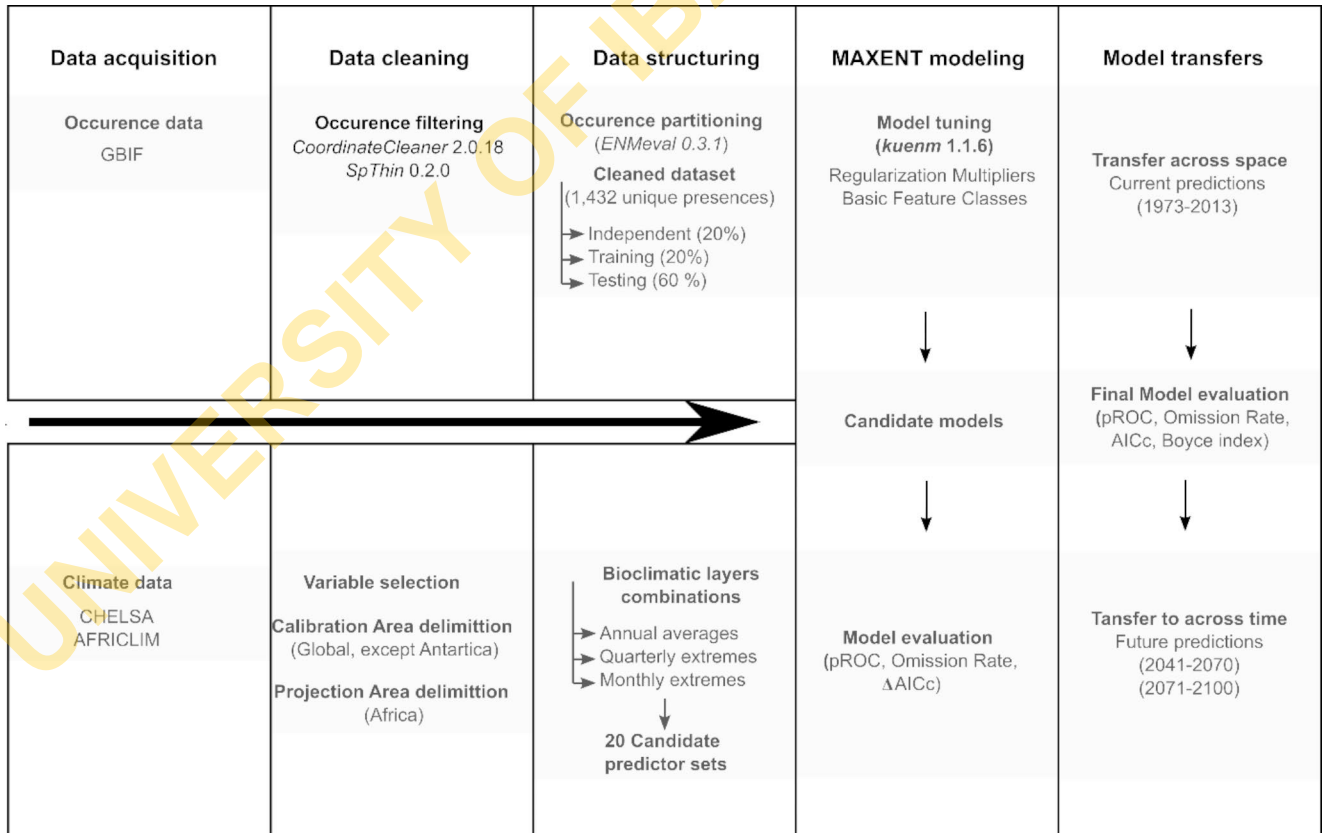 Data acquisition
Occurence data
GBIF
Climate data
CHELSA
AFRICLIM
Data cleaning
Occurence filtering
CoordinateCleaner 2.0.18
SpThin 0.2.0
Variable selection
Calibration Area delimittion
(Global, except Antartica)
Projection Area delimittion
(Africa)
Data structuring
Occurence partitioning
(ENMeval 0.3.1)
Cleaned dataset
(1,432 unique presences)
Independent (20%)
Training (20%)
Testing (60 %)
Bioclimatic layers
combinations
Annual averages
Quarterly extremes
Monthly extremes
20 Candidate
predictor sets
MAXENT modeling
Model tuning
(kuenm 1.1.6)
Regularization Multipliers
Basic Feature Classes
Candidate models
Model evaluation
(pROC, Omission Rate,
ΔAICc)
Model transfers
Transfer across space
Current predictions
(1973-2013)
Final Model evaluation
(pROC, Omission Rate,
AICc, Boyce index)
Tansfer to across time
Future predictions
(2041-2070)
(2071-2100)
UNIVERSITY OF